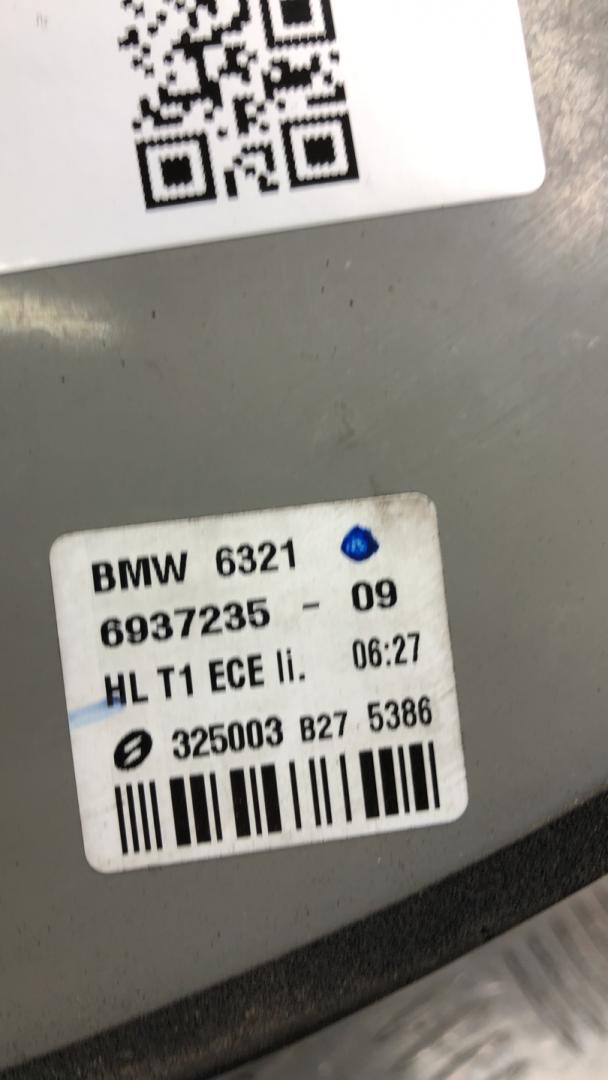 BMW 6321
6937235 - 09
HL T1 ECE li. 06:27
325003 B27 5386